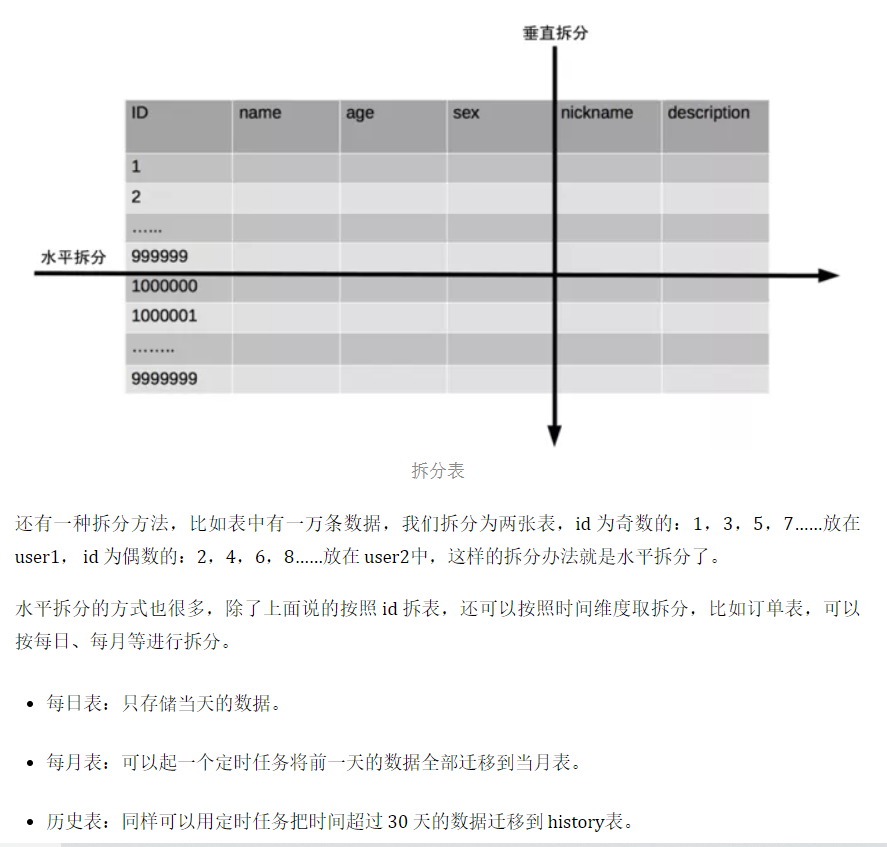 垂直拆分
ID name age sex nickname description
1
2
……
999999
水平拆分
1000000
1000001
……..
9999999
拆分表
还有一种拆分方法，比如表中有一万条数据，我们拆分为两张表，id 为奇数的：1，3，5，7……放在
user1， id 为偶数的：2，4，6，8……放在 user2中，这样的拆分办法就是水平拆分了。
水平拆分的方式也很多，除了上面说的按照 id 拆表，还可以按照时间维度取拆分，比如订单表，可以
按每日、每月等进行拆分。
• 每日表：只存储当天的数据。
• 每月表：可以起一个定时任务将前一天的数据全部迁移到当月表。
• 历史表：同样可以用定时任务把时间超过 30 天的数据迁移到 history表。